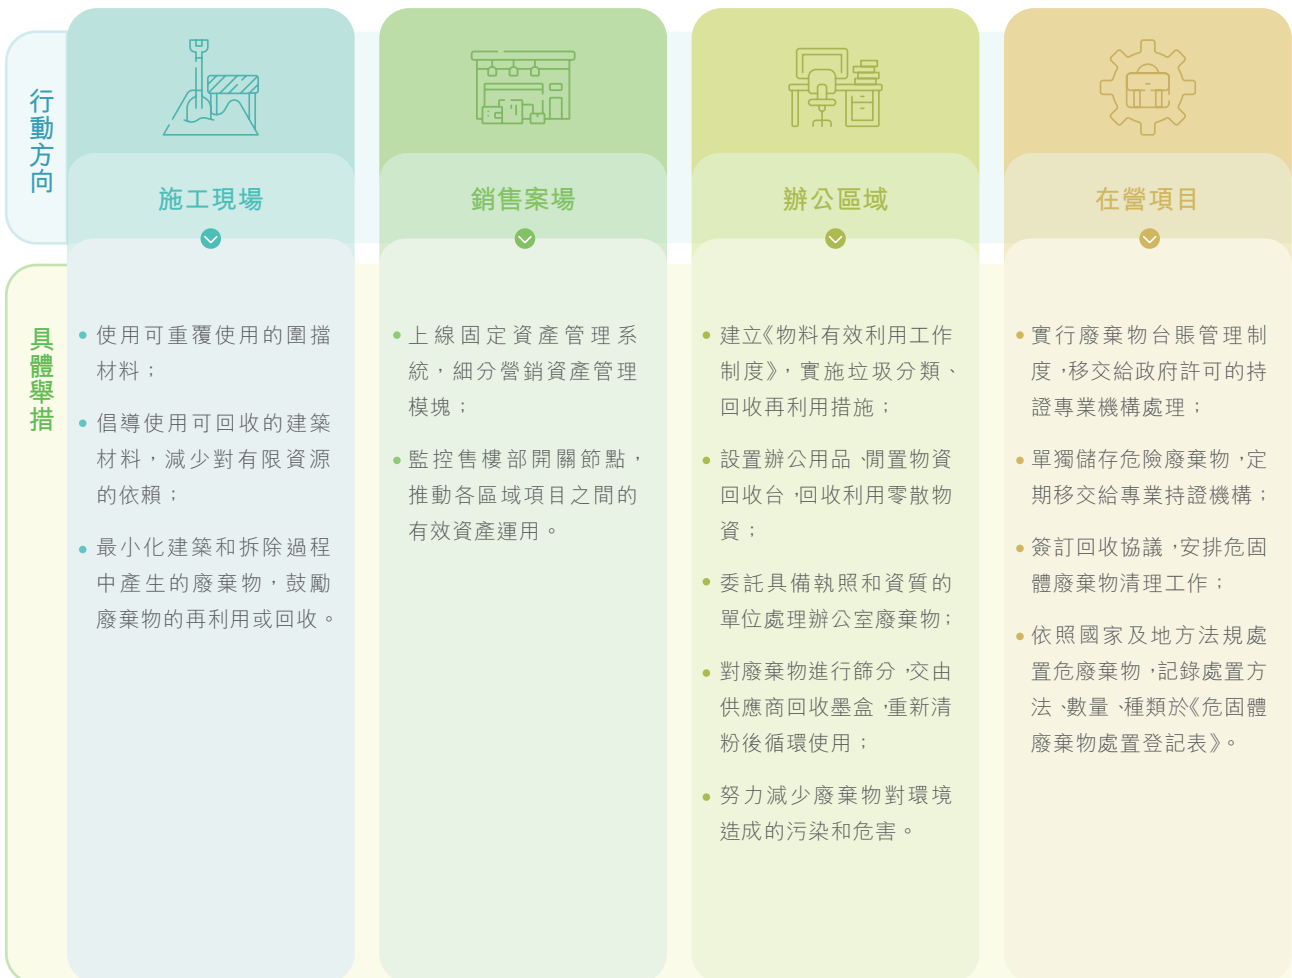 行動方向
施工現場
銷售案場
辦公區域
在營項目
具體舉措
使用可重覆使用的圍擋
材料；
倡導使用可回收的建築
材料，減少對有限資源
的依賴；
最小化建築和拆除過程
中產生的廢棄物，鼓勵
廢棄物的再利用或回收。
上線固定資產管理系
統，細分營銷資產管理
模塊；
監控售樓部開關節點，
推動各區域項目之間的
有效資產運用。
建立《物料有效利用工作
制度》，實施垃圾分類、
回收再利用措施；
設置辦公用品、閒置物資
回收台，回收利用零散物
資；
委託具備執照和資質的
單位處理辦公室廢棄物；
對廢棄物進行篩分，交由
供應商回收墨盒，重新清
粉後循環使用；
努力減少廢棄物對環境
造成的污染和危害。
實行廢棄物台賬管理制
度，移交給政府許可的持
證專業機構處理；
單獨儲存危險廢棄物，定
期移交給專業持證機構；
簽訂回收協議，安排危固
體廢棄物清理工作；
依照國家及地方法規處
置危廢棄物，記錄處置方
法、數量、種類於《危固體
廢棄物處置登記表》。